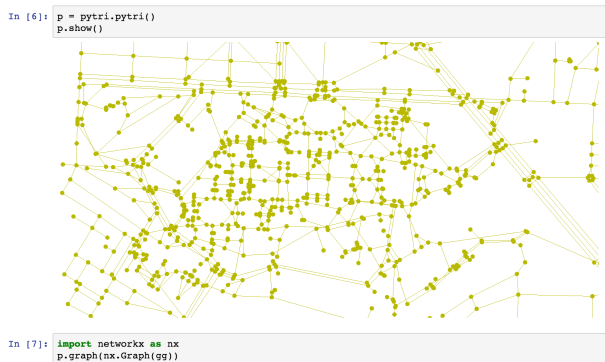 In [6]: p = pytri.pytri()
p.show()
In [7]: import networkx as nx
p.graph(nx.Graph(gg))